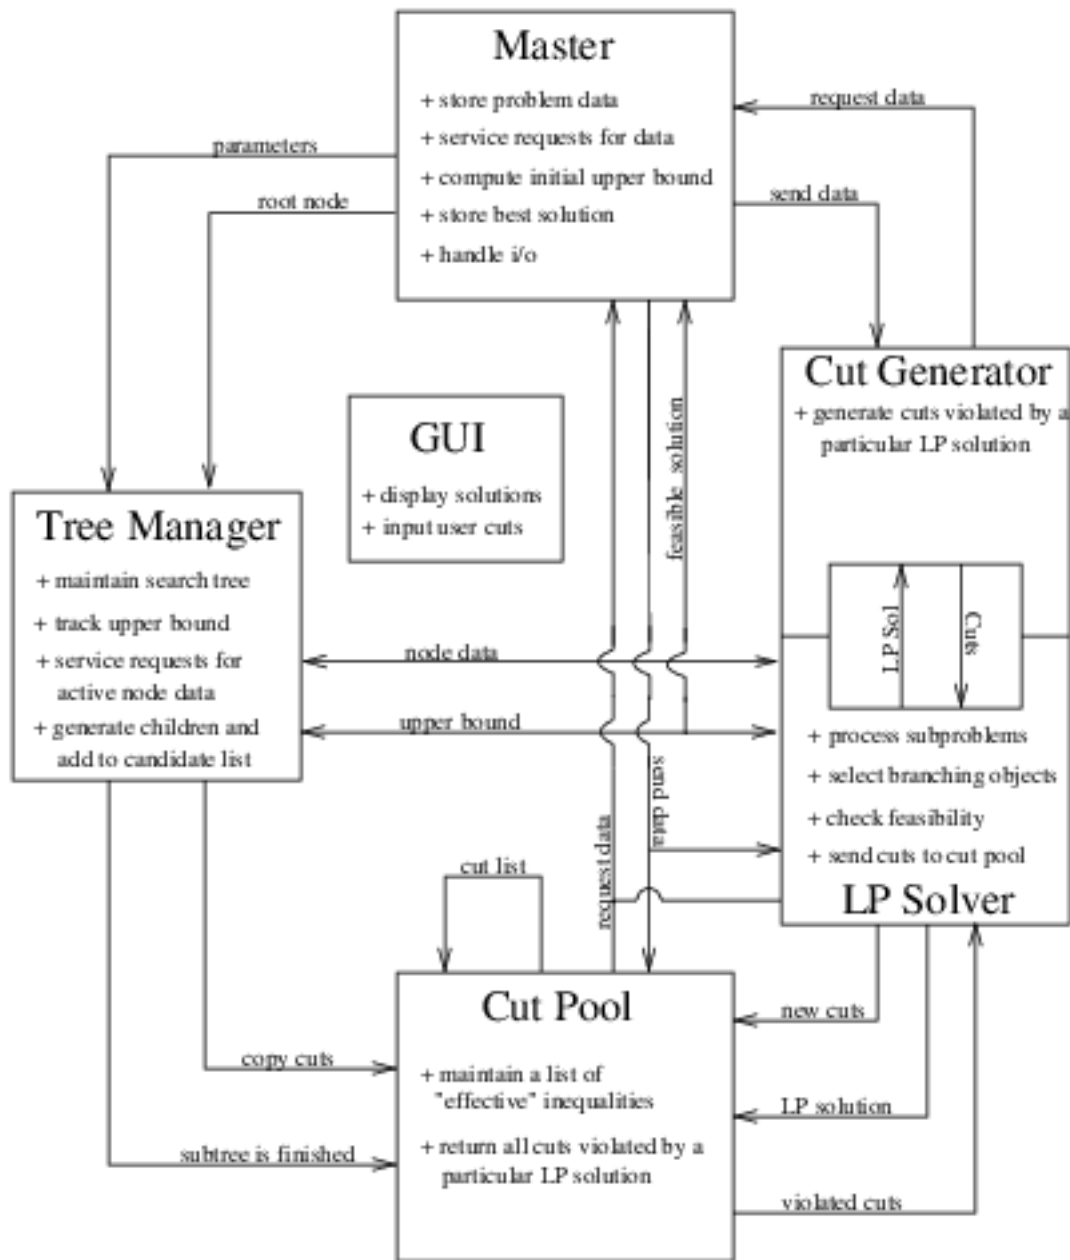 Master
+ store problem data
+ service requests for data
+ compute initial upper bound
+ store best solution
+ handle i/o
parameters
root node
request data
send data
Cut Generator
+ generate cuts violated by a
particular LP solution
GUI
+ display solutions
+ input user cuts
feasible solution
Tree Manager
+ maintain search tree
+ track upper bound
+ service requests for
active node data
+ generate children and
add to candidate list
node data
upper bound
LP Sol
Cuts
+ process subproblems
+ select branching objects
+ check feasibility
+ send cuts to cut pool
LP Solver
send data
request data
cut list
Cut Pool
+ maintain a list of
"effective" inequalities
+ return all cuts violated by a
particular LP solution
copy cuts
subtree is finished
new cuts
LP solution
violated cuts